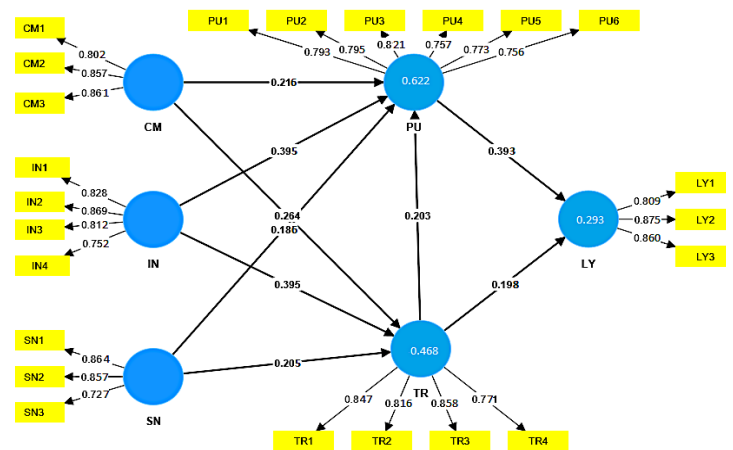 PU1
PU2
PU3
PU4
PU5
PU6
CM1
0.802
CM2
0.857
CM3
0.861
CM
0.793
0.795
0.821
0.757
0.773
0.756
0.216
0.622
PU
IN1
0.828
IN2
0.869
IN3
0.812
IN4
0.752
IN
0.395
0.393
0.264
0.186
0.203
0.395
0.293
LY
0.809
LY1
0.875
LY2
0.860
LY3
0.198
SN1
0.864
SN2
0.857
SN3
0.727
SN
0.205
0.468
TR
0.847
0.816
0.858
0.771
TR1
TR2
TR3
TR4